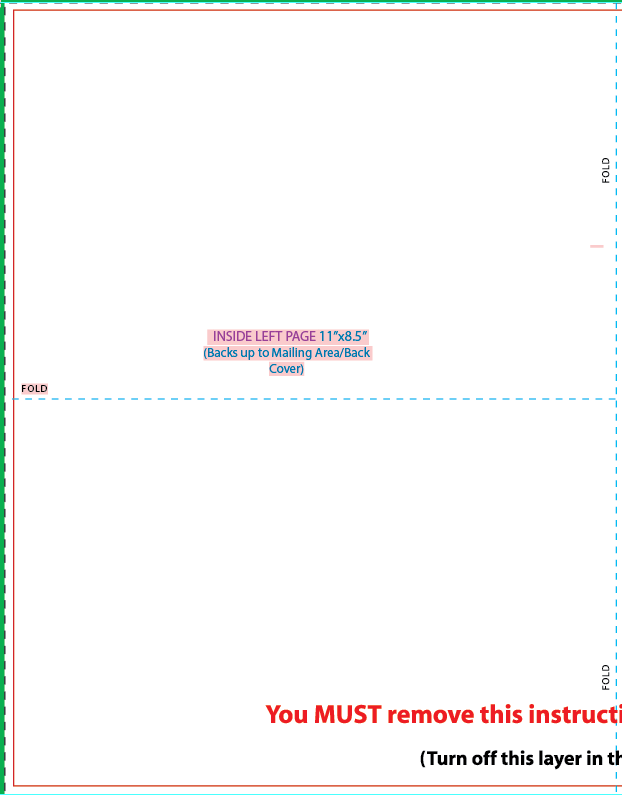 FOLD
INSIDE LEFT PAGE 11”x8.5”
(Backs up to Mailing Area/Back
Cover)
FOLD
FOLD
You MUST remove this instructi
(Turn off this layer in th